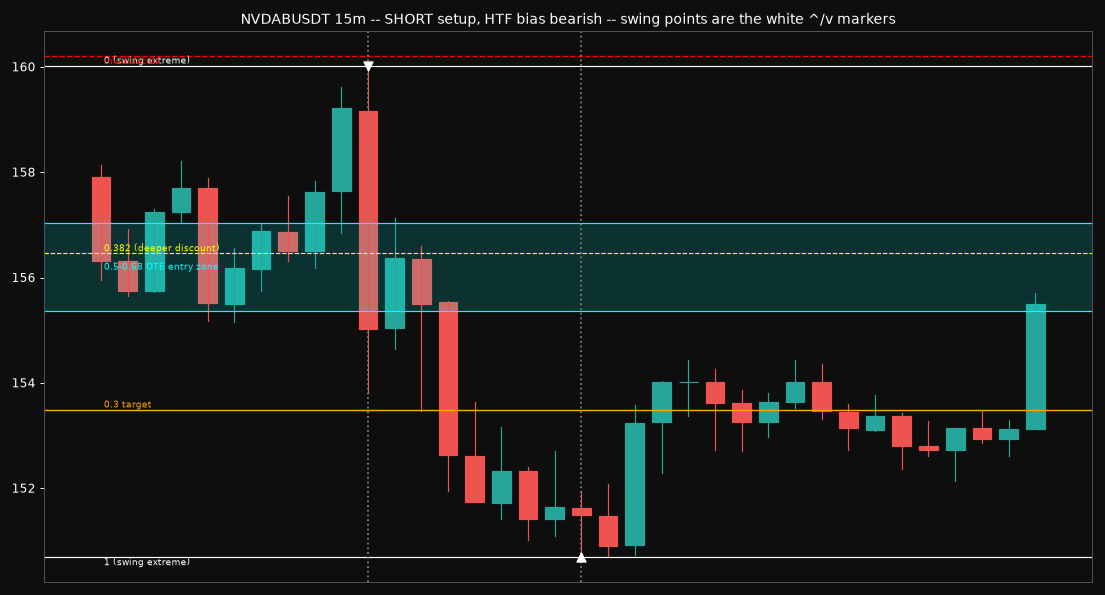 NVDABUSDT 15m -- SHORT setup, HTF bias bearish -- swing points are the white ^/v markers
160
0 (swing extreme)
158
0.382 (deeper discount)
156
0.5-0.68 OTE entry zone
154
0.3 target
152
1 (swing extreme)